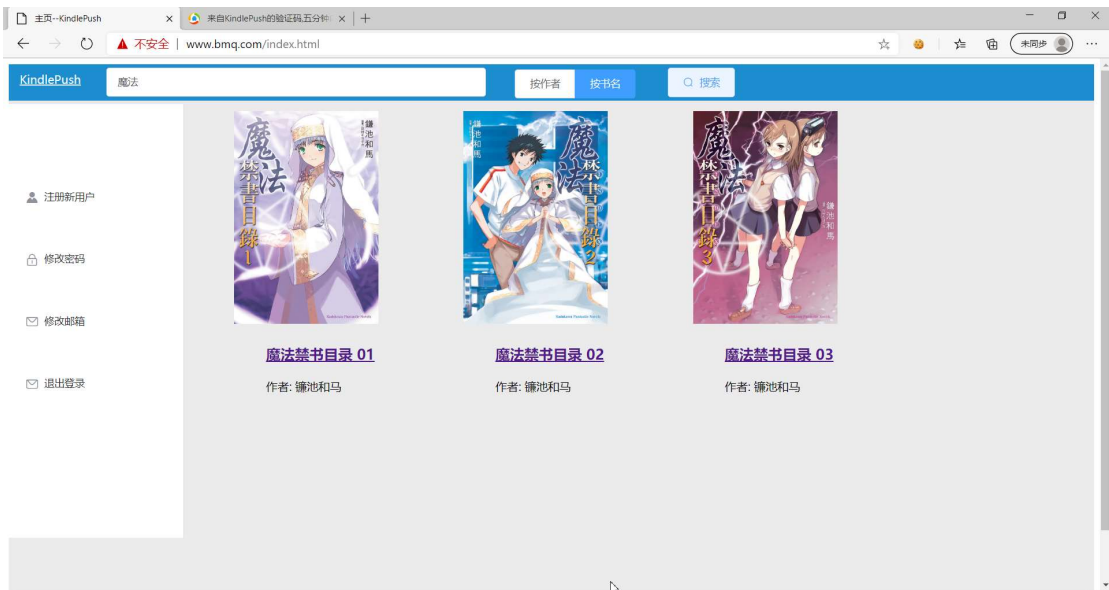 主页--KindlePush
来自KindlePush的验证码,五分钟
不安全 | www.bmq.com/index.html
未同步
KindlePush
魔法
按作者
按书名
搜索
注册新用户
修改密码
修改邮箱
退出登录
魔法禁書目錄1
鎌池和馬
魔法禁書目錄2
鎌池和馬
魔法禁書目錄3
鎌池和馬
魔法禁书目录 01
魔法禁书目录 02
魔法禁书目录 03
作者: 镰池和马
作者: 镰池和马
作者: 镰池和马